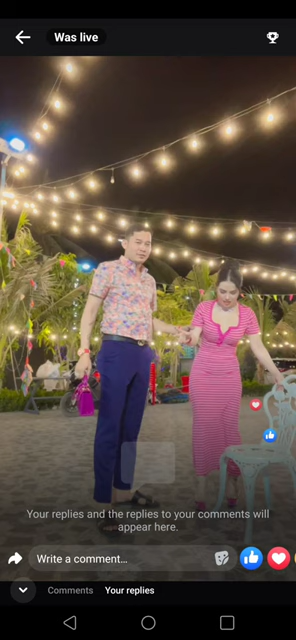 Was live
Your replies and the replies to your comments will
appear here.
Write a comment...
Comments Your replies